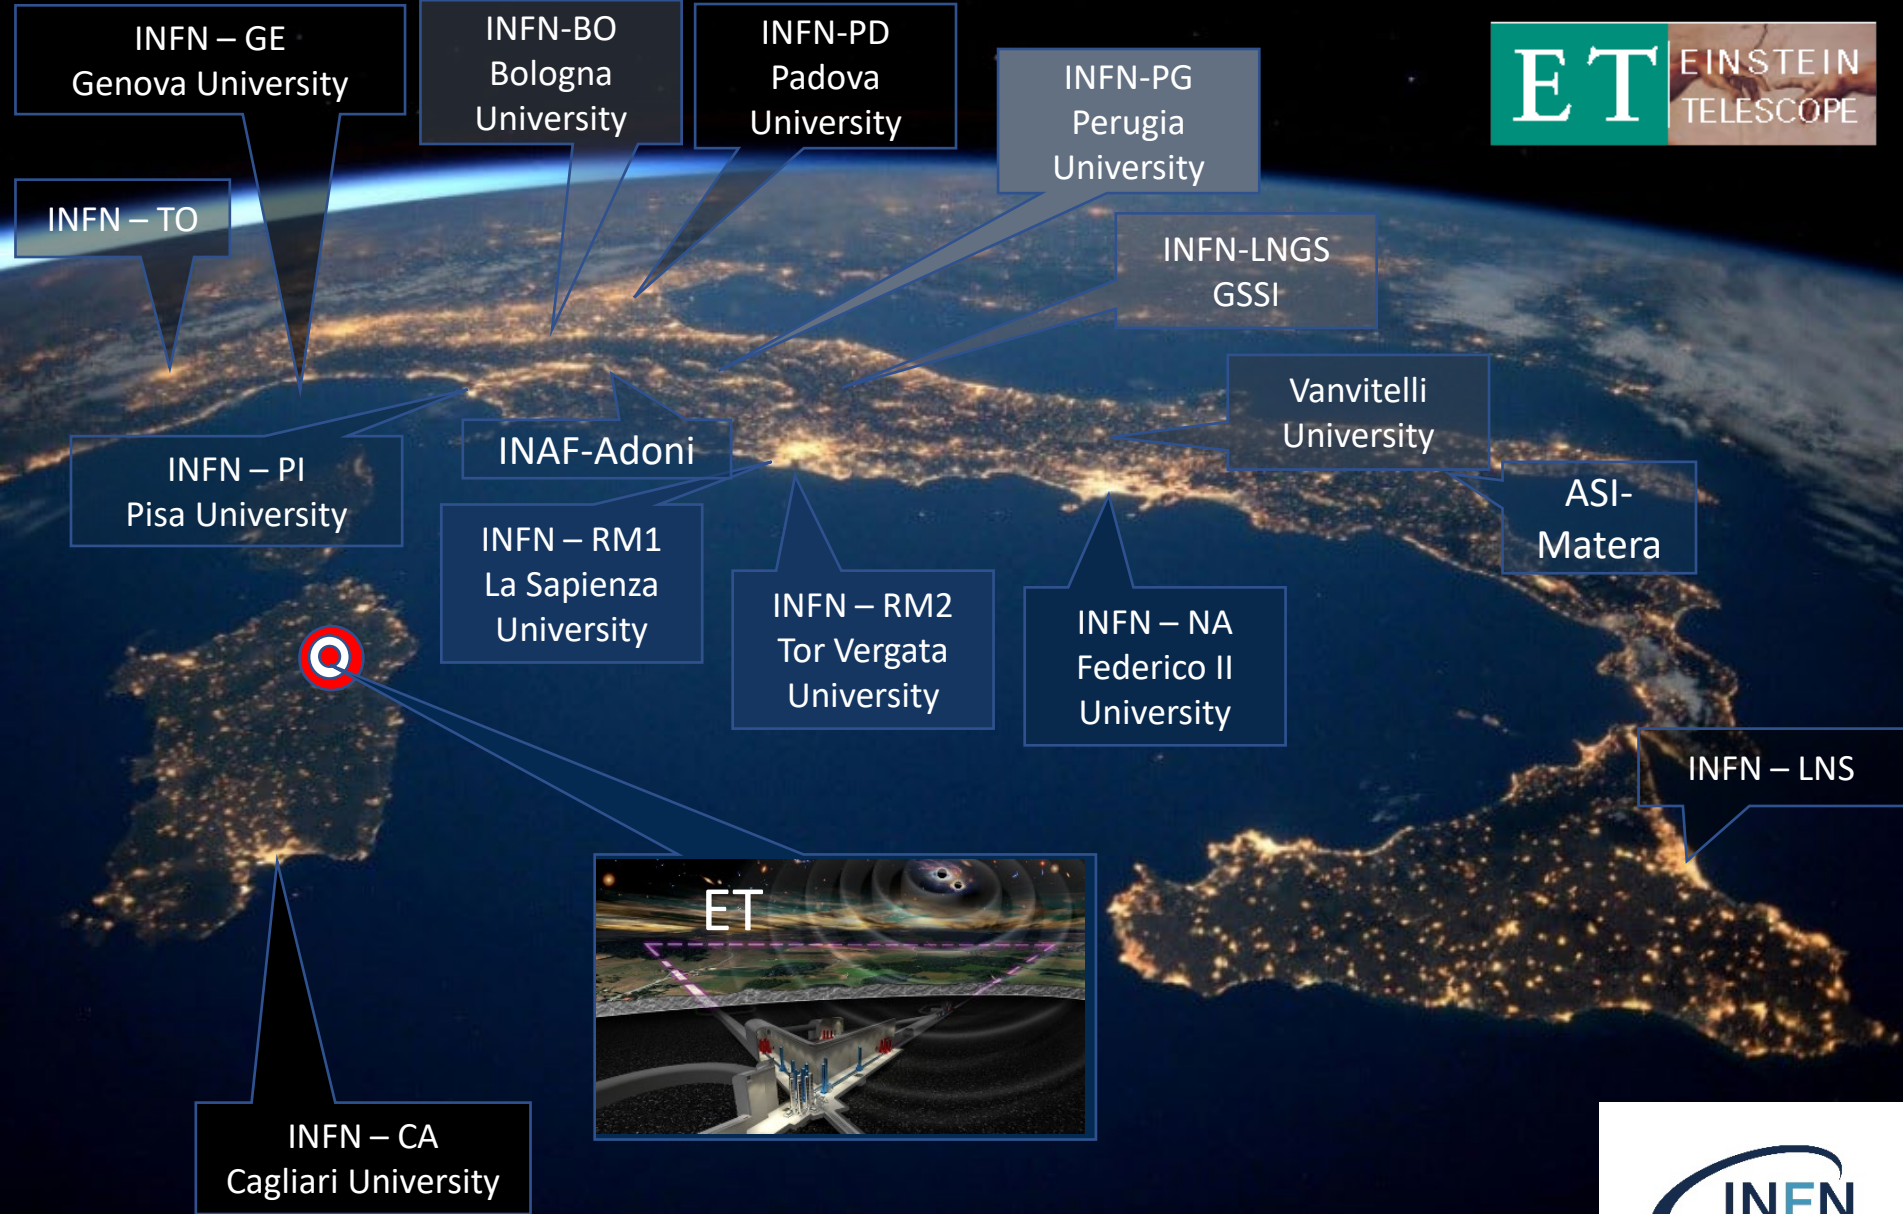 INFN – GE
Genova University
INFN-BO
Bologna
University
INFN-PD
Padova
University
INFN-PG
Perugia
University
ET
EINSTEIN
TELESCOPE
INFN – TO
INFN-LNGS
GSSI
Vanvitelli
University
INFN – PI
Pisa University
INAF-Adoni
ASI-
Matera
INFN – RM1
La Sapienza
University
INFN – RM2
Tor Vergata
University
INFN – NA
Federico II
University
INFN – LNS
ET
INFN – CA
Cagliari University
INFN